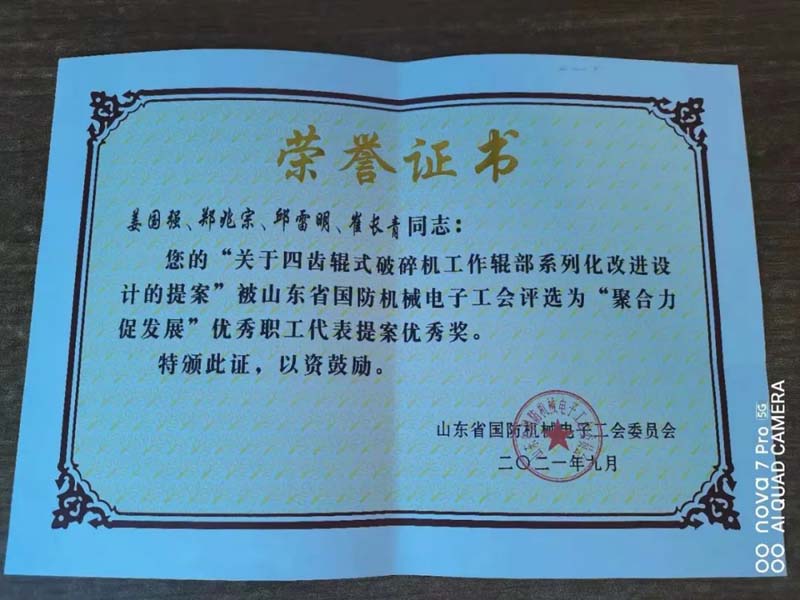 荣誉证书
姜国强、郑兆宗、邱雷明、崔长青同志：
您的“关于四齿辊式破碎机工作辊部系列化改进设
计的提案”被山东省国防机械电子工会评选为“聚合力
促发展”优秀职工代表提案优秀奖。
特颁此证，以资鼓励。
山东省国防机械电子工会委员会
二〇二一年九月
nova 7 Pro 5G
AI QUAD CAMERA